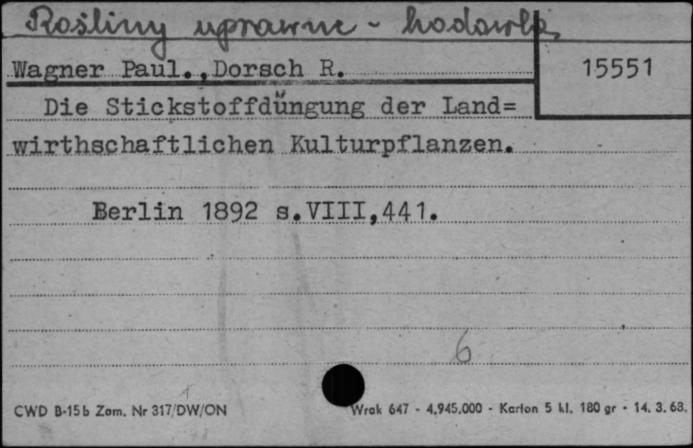 Rośliny uprawne - hodowla
Wagner Paul.,Dorsch R.
15551
Die Stickstoffdüngung der Land=
wirthschaftlichen Kulturpflanzen.
Berlin 1892 s.VIII,441.
6
CWD B-15b Zam. Nr 317/DW/ON
Wrak 647 - 4.945.000 - Karton 5 kl. 180 gr - 14. 3. 68.